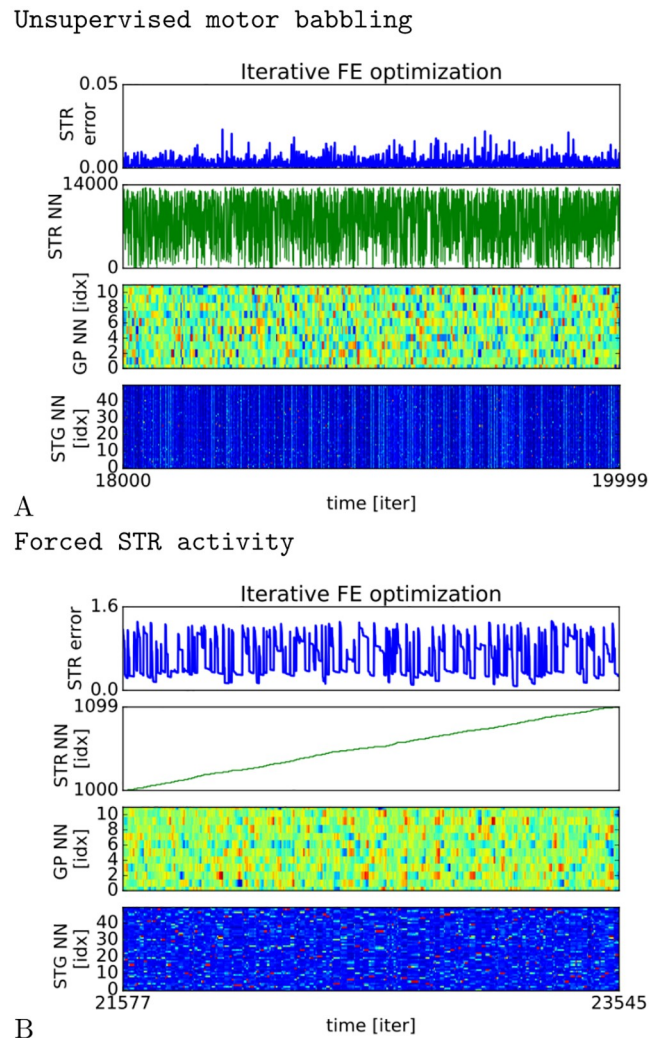 Unsupervised motor babbling
Iterative FE optimization
0.05
STR error
0.00
14000
STR NN
0
10
8
6
4
2
0
GP NN [idx]
40
30
20
10
0
STG NN [idx]
18000
19999
time [iter]
A
Forced STR activity
Iterative FE optimization
1.6
STR error
0.0
1099
STR NN [idx]
1000
10
8
6
4
2
0
GP NN [idx]
40
30
20
10
0
STG NN [idx]
21577
23545
time [iter]
B